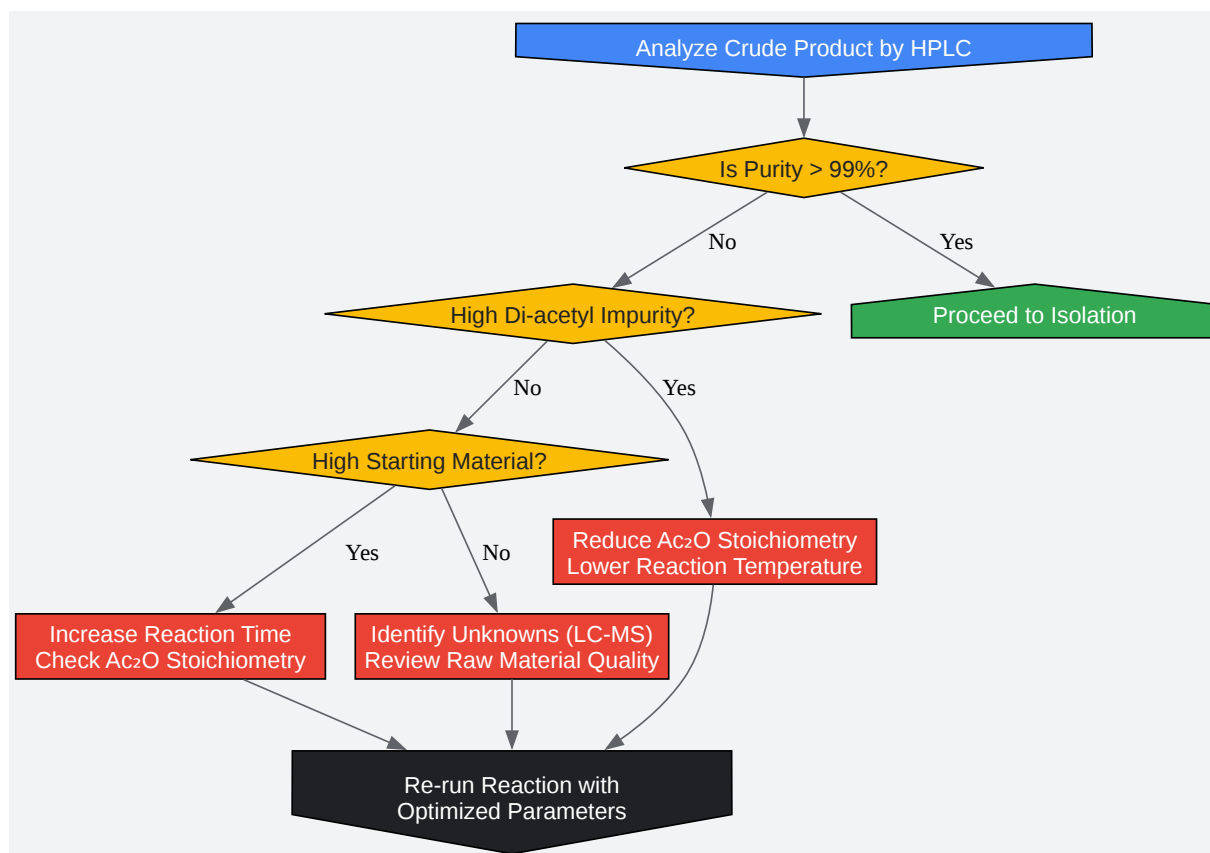 Analyze Crude Product by HPLC
Is Purity > 99%?
No
Yes
High Di-acetyl Impurity?
Proceed to Isolation
No
Yes
High Starting Material?
Yes
No
Reduce Ac₂O Stoichiometry
Lower Reaction Temperature
Increase Reaction Time
Check Ac₂O Stoichiometry
Identify Unknowns (LC-MS)
Review Raw Material Quality
Re-run Reaction with
Optimized Parameters